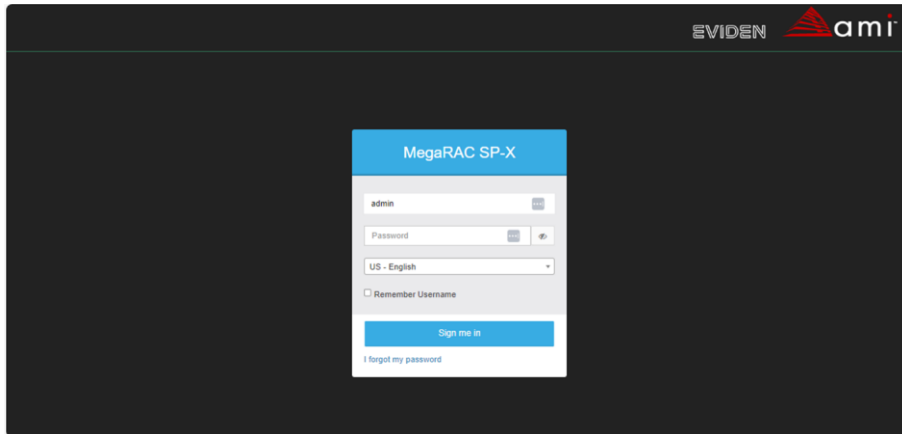 EVIDEN ami
MegaRAC SP-X
admin
Password
US - English
Remember Username
Sign me in
I forgot my password